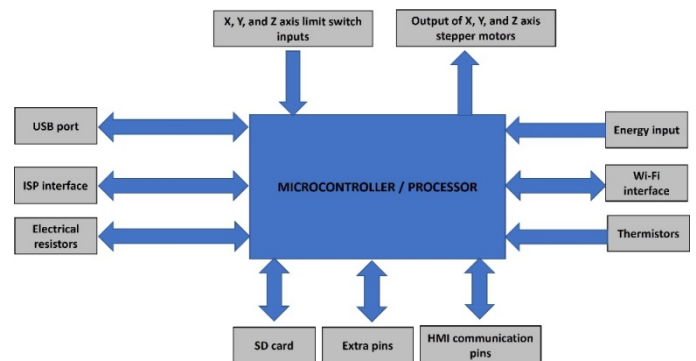 X, Y, and Z axis limit switch
inputs
Output of X, Y, and Z axis
stepper motors
USB port
Energy input
ISP interface
MICROCONTROLLER / PROCESSOR
Wi-Fi
interface
Electrical
resistors
Thermistors
SD card
Extra pins
HMI communication
pins